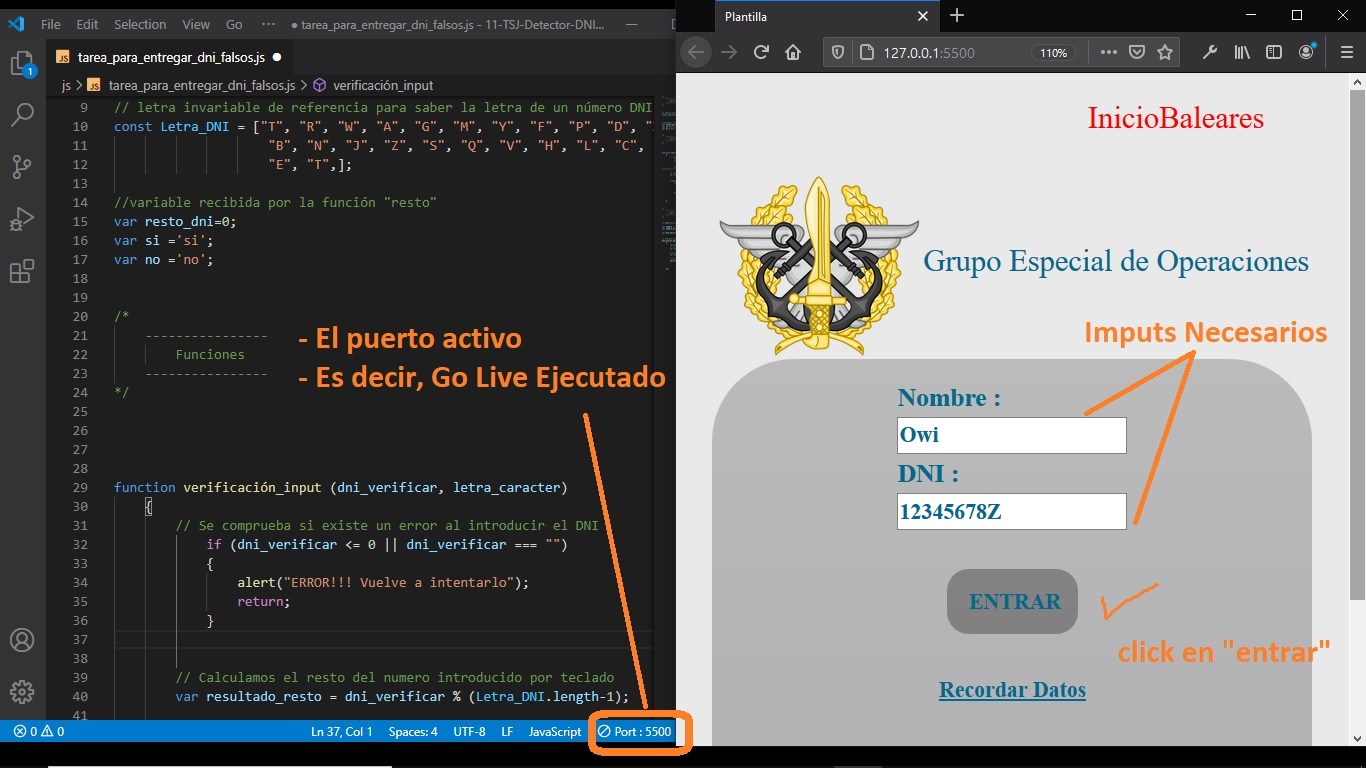 File Edit Selection View Go ··· ● tarea_para_entregar_dni_falsos.js - 11-TSJ-Detector-DNI...
JS tarea_para_entregar_dni_falsos.js ●
js > JS tarea_para_entregar_dni_falsos.js > verificación_input
1
9 // letra invariable de referencia para saber la letra de un número DNI
10 const Letra_DNI = ["T", "R", "W", "A", "G", "M", "Y", "F", "P", "D", "
11 "B", "N", "J", "Z", "S", "Q", "V", "H", "L", "C",
12 "E", "T",];
13
14 //variable recibida por la función "resto"
15 var resto_dni=0;
16 var si ='si';
17 var no ='no';
18
19
20 /*
21 ----------------
22 Funciones
23 ----------------
24 */
25
26
27
28
29 function verificación_input (dni_verificar, letra_caracter)
30 {
31 // Se comprueba si existe un error al introducir el DNI
32 if (dni_verificar <= 0 || dni_verificar === "")
33 {
34 alert("ERROR!!! Vuelve a intentarlo");
35 return;
36 }
37
38
39 // Calculamos el resto del numero introducido por teclado
40 var resultado_resto = dni_verificar % (Letra_DNI.length-1);
41
- El puerto activo
- Es decir, Go Live Ejecutado
0 0 Ln 37, Col 1 Spaces: 4 UTF-8 LF JavaScript Port : 5500
Plantilla
127.0.0.1:5500 110%
InicioBaleares
Grupo Especial de Operaciones
Imputs Necesarios
Nombre :
Owi
DNI :
12345678Z
ENTRAR
click en "entrar"
Recordar Datos